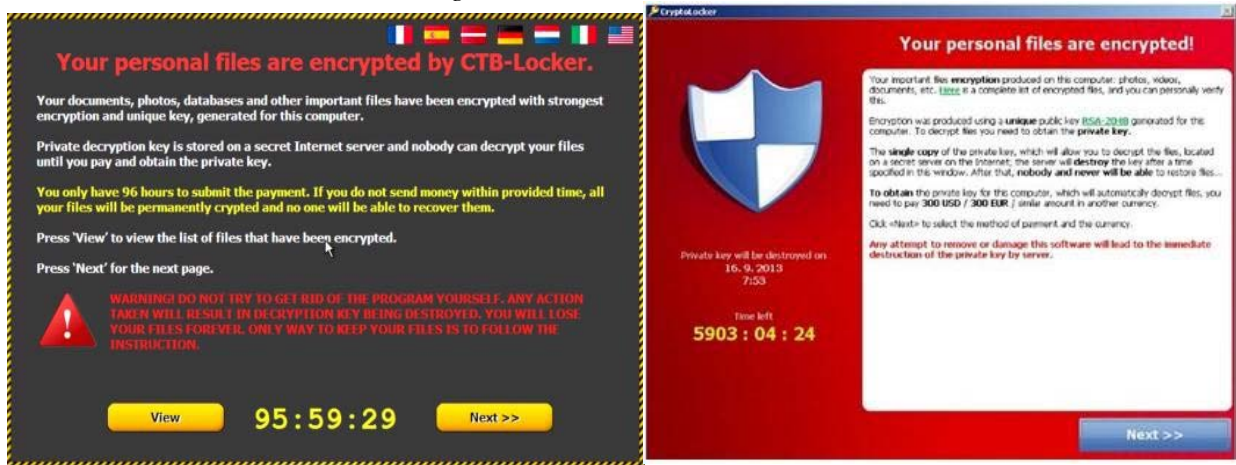 Your personal files are encrypted by CTB-Locker.
Your documents, photos, databases and other important files have been encrypted with strongest
encryption and unique key, generated for this computer.
Private decryption key is stored on a secret Internet server and nobody can decrypt your files
until you pay and obtain the private key.
You only have 96 hours to submit the payment. If you do not send money within provided time, all
your files will be permanently crypted and no one will be able to recover them.
Press 'View' to view the list of files that have been encrypted.
Press 'Next' for the next page.
WARNING! DO NOT TRY TO GET RID OF THE PROGRAM YOURSELF. ANY ACTION
TAKEN WILL RESULT IN DECRYPTION KEY BEING DESTROYED. YOU WILL LOSE
YOUR FILES FOREVER. ONLY WAY TO KEEP YOUR FILES IS TO FOLLOW THE
INSTRUCTION.
View
95:59:29
Next >>
CryptoLocker
Your personal files are encrypted!
Your important files encryption produced on this computer: photos, videos,
documents, etc. Here is a complete list of encrypted files, and you can personally verify
this.
Encryption was produced using a unique public key RSA-2048 generated for this
computer. To decrypt files you need to obtain the private key.
The single copy of the private key, which will allow you to decrypt the files, located
on a secret server on the Internet; the server will destroy the key after a time
specified in this window. After that, nobody and never will be able to restore files...
To obtain the private key for this computer, which will automatically decrypt files, you
need to pay 300 USD / 300 EUR / similar amount in another currency.
Click «Next» to select the method of payment and the currency.
Any attempt to remove or damage this software will lead to the immediate
destruction of the private key by server.
Private key will be destroyed on
16.9.2013
7:53
Time left
5903 : 04 : 24
Next >>